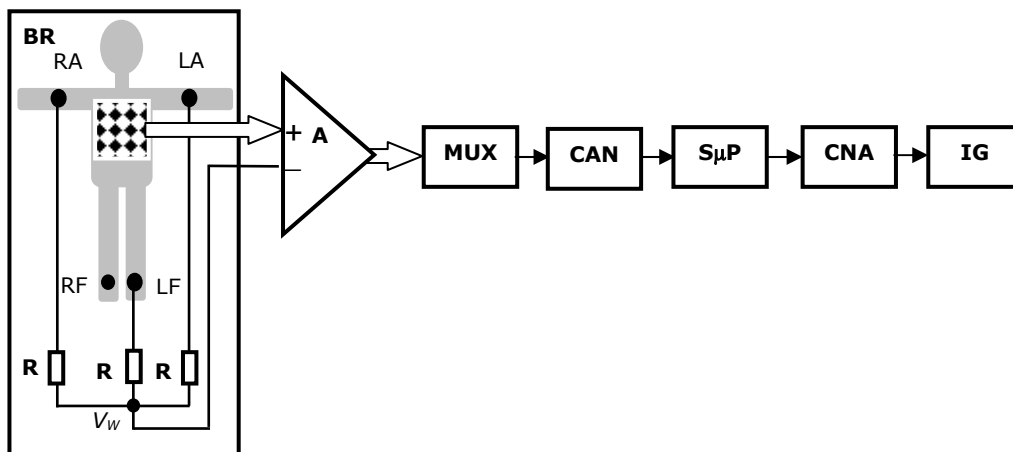 BR
RA LA
+ A
–
MUX CAN SμP CNA IG
RF LF
R R R
V_W